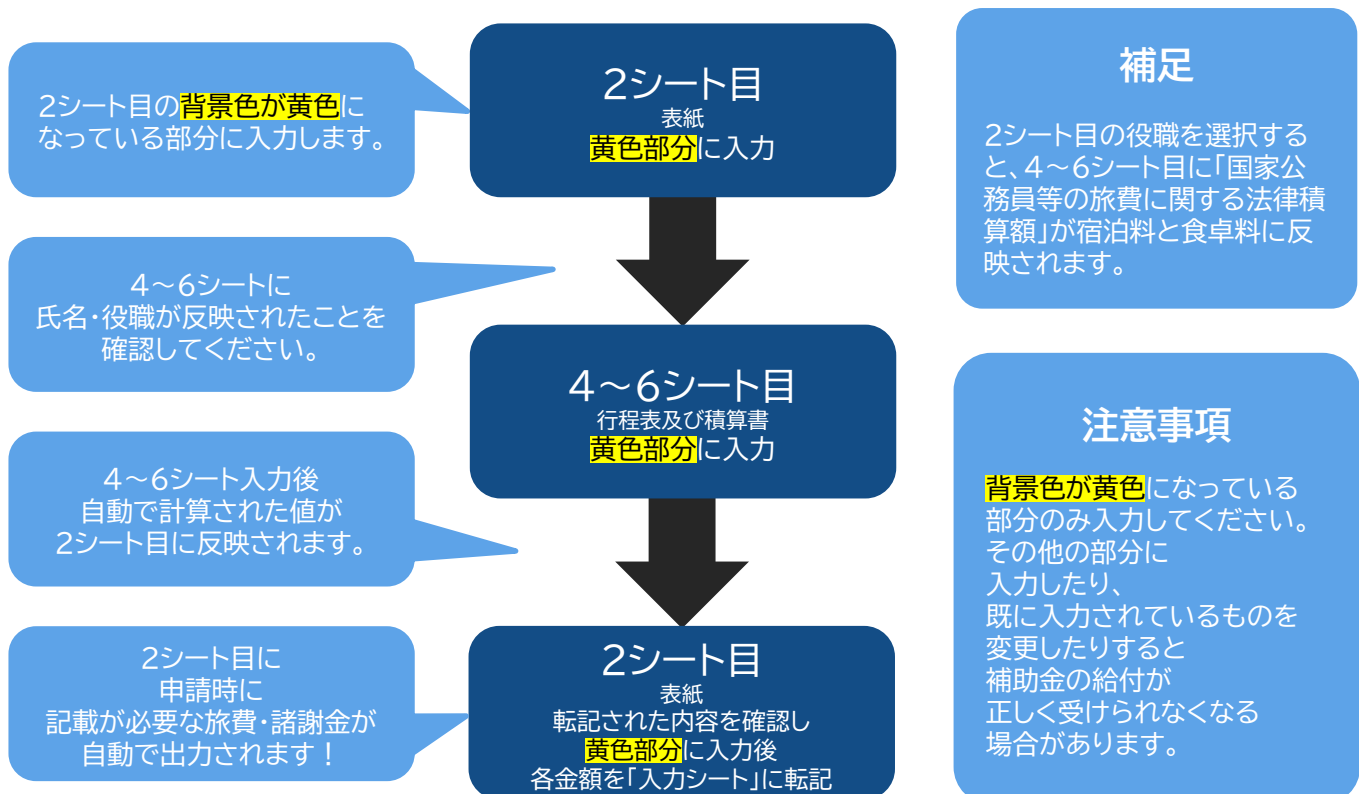 2シート目の背景色が黄色に
なっている部分に入力します。
2シート目
表紙
黄色部分に入力
4～6シートに
氏名・役職が反映されたことを
確認してください。
4～6シート目
行程表及び積算書
黄色部分に入力
4～6シート入力後
自動で計算された値が
2シート目に反映されます。
2シート目に
申請時に
記載が必要な旅費・諸謝金が
自動で出力されます！
2シート目
表紙
転記された内容を確認し
黄色部分に入力後
各金額を「入力シート」に転記
補足
2シート目の役職を選択する
と、4～6シート目に「国家公
務員等の旅費に関する法律積
算額」が宿泊料と食卓料に反
映されます。
注意事項
背景色が黄色になっている
部分のみ入力してください。
その他の部分に
入力したり、
既に入力されているものを
変更したりすると
補助金の給付が
正しく受けられなくなる
場合があります。